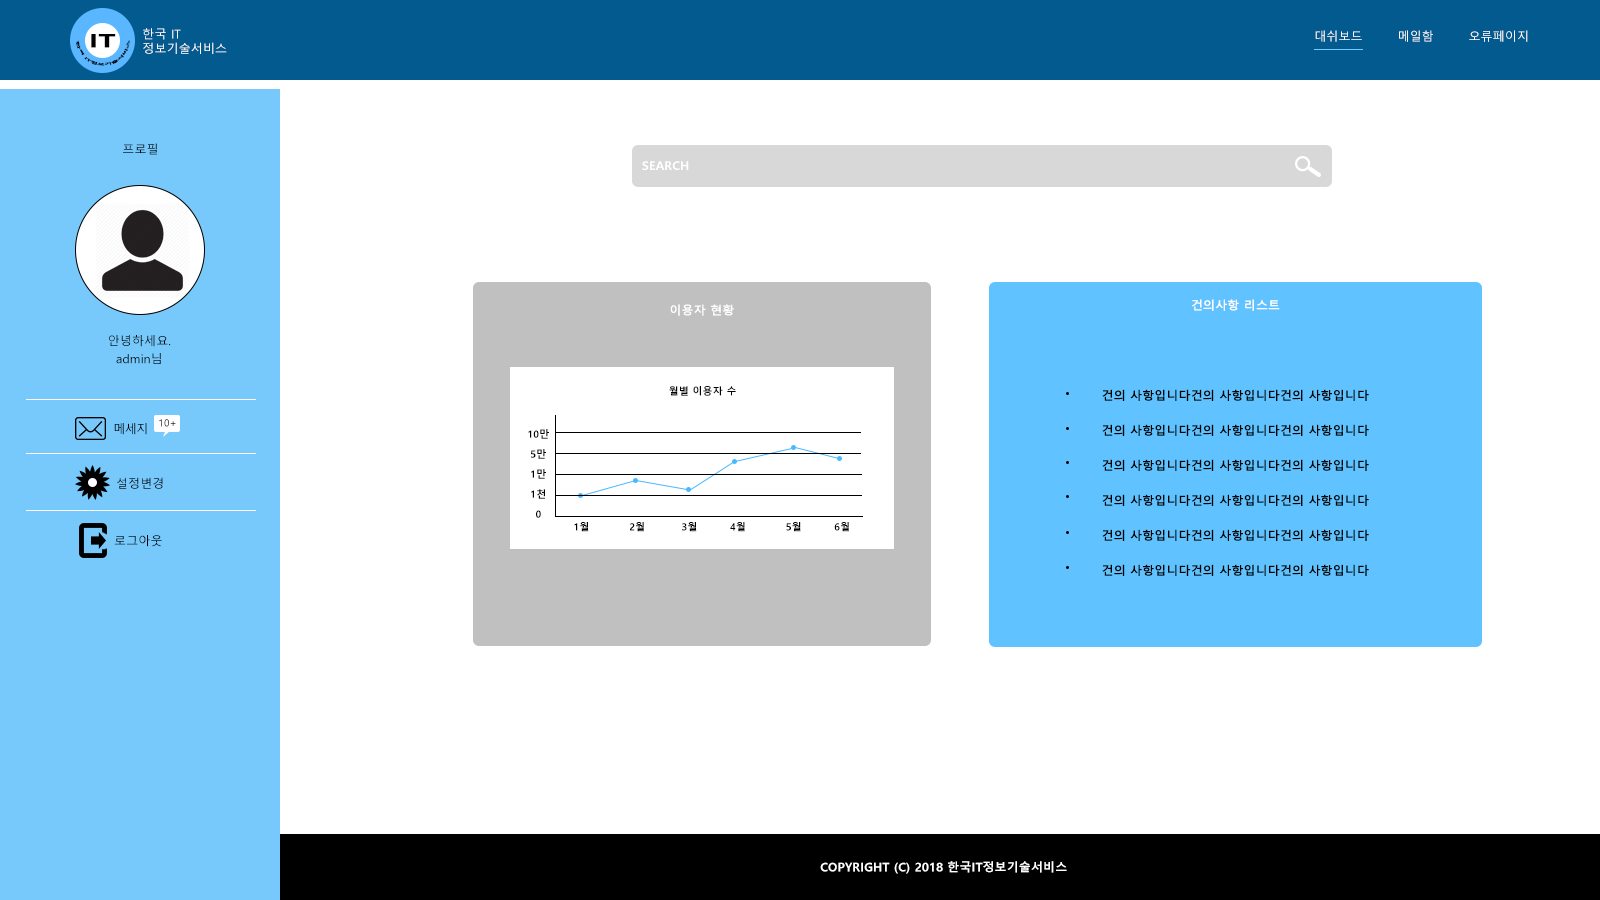 IT
한국 IT
정보기술서비스
대쉬보드
메일함
오류페이지
프로필
안녕하세요.
admin님
메세지
10+
설정변경
로그아웃
SEARCH
이용자 현황
월별 이용자 수
10만
5만
1만
1천
0
1월
2월
3월
4월
5월
6월
건의사항 리스트
• 건의 사항입니다건의 사항입니다건의 사항입니다
• 건의 사항입니다건의 사항입니다건의 사항입니다
• 건의 사항입니다건의 사항입니다건의 사항입니다
• 건의 사항입니다건의 사항입니다건의 사항입니다
• 건의 사항입니다건의 사항입니다건의 사항입니다
• 건의 사항입니다건의 사항입니다건의 사항입니다
COPYRIGHT (C) 2018 한국IT정보기술서비스